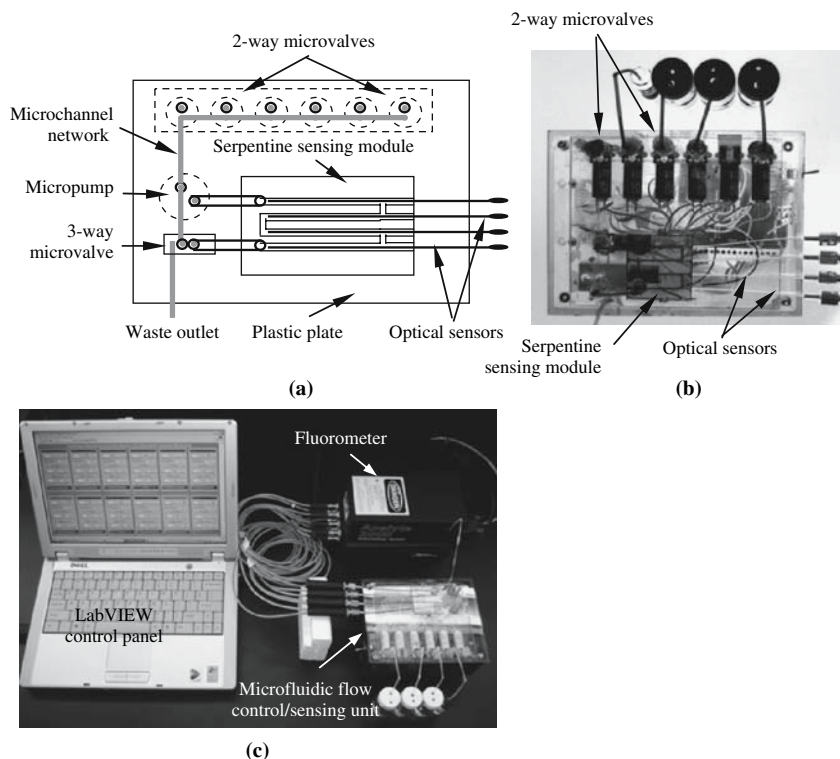 2-way microvalves
Microchannel
network
Serpentine sensing module
Micropump
3-way
microvalve
Waste outlet
Plastic plate
Optical sensors
(a)
2-way microvalves
Serpentine
sensing module
Optical sensors
(b)
Fluorometer
DELL
LabVIEW
control panel
Microfluidic flow
control/sensing unit
(c)